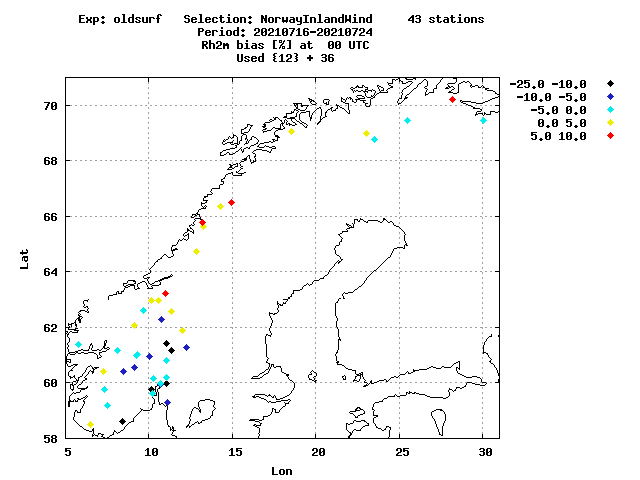 Exp: oldsurf   Selection: NorwayInlandWind     43 stations
Period: 20210716-20210724
Rh2m bias [%] at  00 UTC
Used {12} + 36
-25.0 -10.0
-10.0 -5.0
-5.0 0.0
0.0 5.0
5.0 10.0
70
68
66
64
62
60
58
Lat
5 10 15 20 25 30
Lon